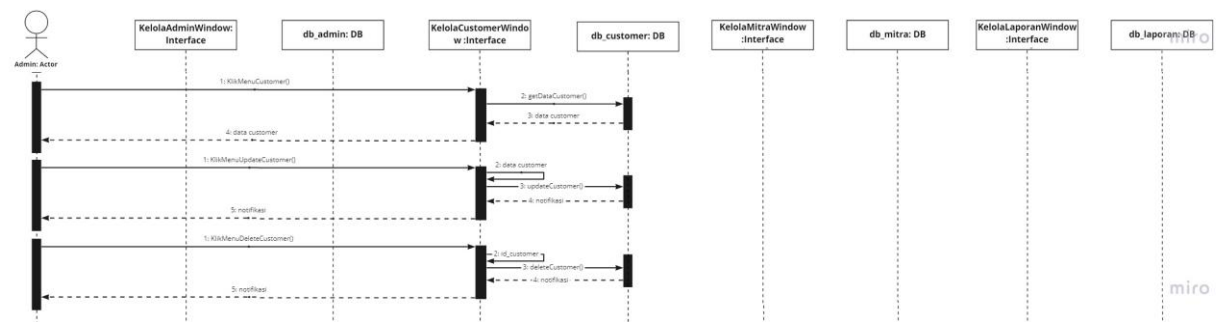 KelolaAdminWindow:
Interface
db_admin: DB
KelolaCustomerWindo
w :Interface
db_customer: DB
KelolaMitraWindow
:Interface
db_mitra: DB
KelolaLaporanWindow
:Interface
db_laporan: DB
miro
Admin: Actor
1: KlikMenuCustomer()
2: getDataCustomer()
3: data customer
4: data customer
1: KlikMenuUpdateCustomer()
2: data customer
3: updateCustomer()
4: notifikasi
5: notifikasi
1: KlikMenuDeleteCustomer()
2: id_customer
3: deleteCustomer()
4: notifikasi
5: notifikasi
miro